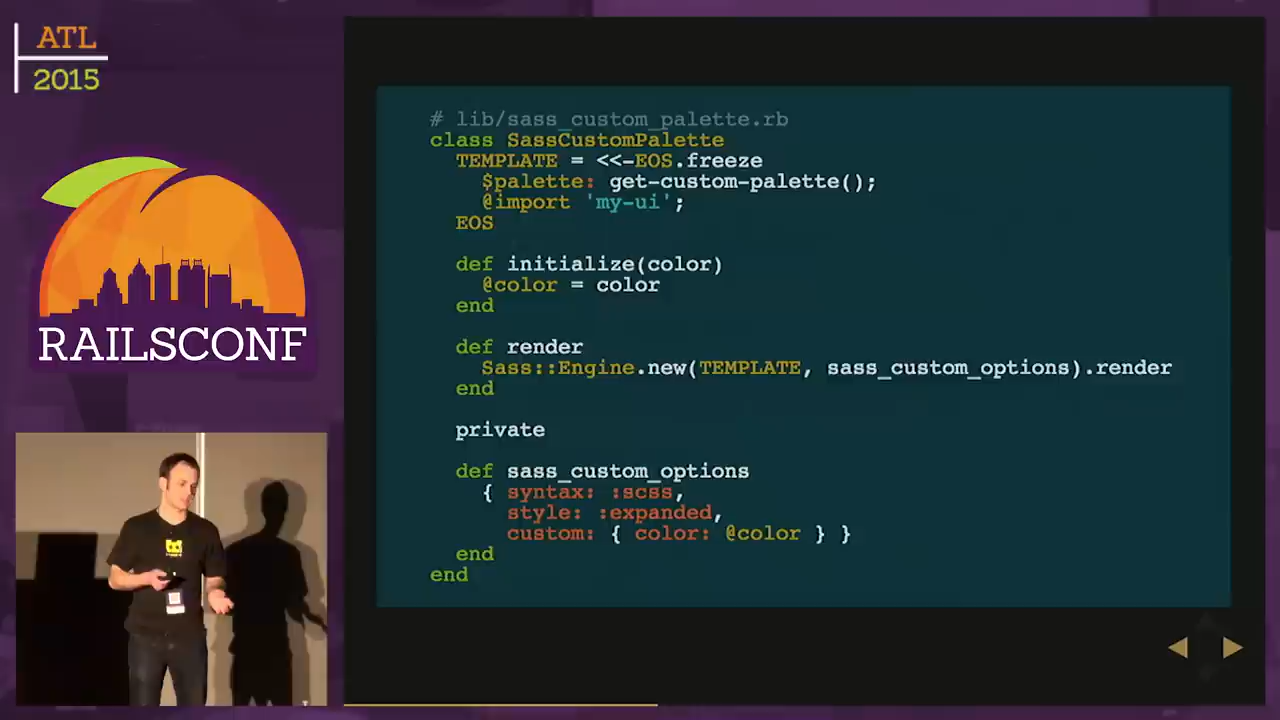 ATL
2015
RAILSCONF
# lib/sass_custom_palette.rb
class SassCustomPalette
  TEMPLATE = <<-EOS.freeze
    $palette: get-custom-palette();
    @import 'my-ui';
  EOS

  def initialize(color)
    @color = color
  end

  def render
    Sass::Engine.new(TEMPLATE, sass_custom_options).render
  end

  private

  def sass_custom_options
    { syntax: :scss,
      style: :expanded,
      custom: { color: @color } }
  end
end